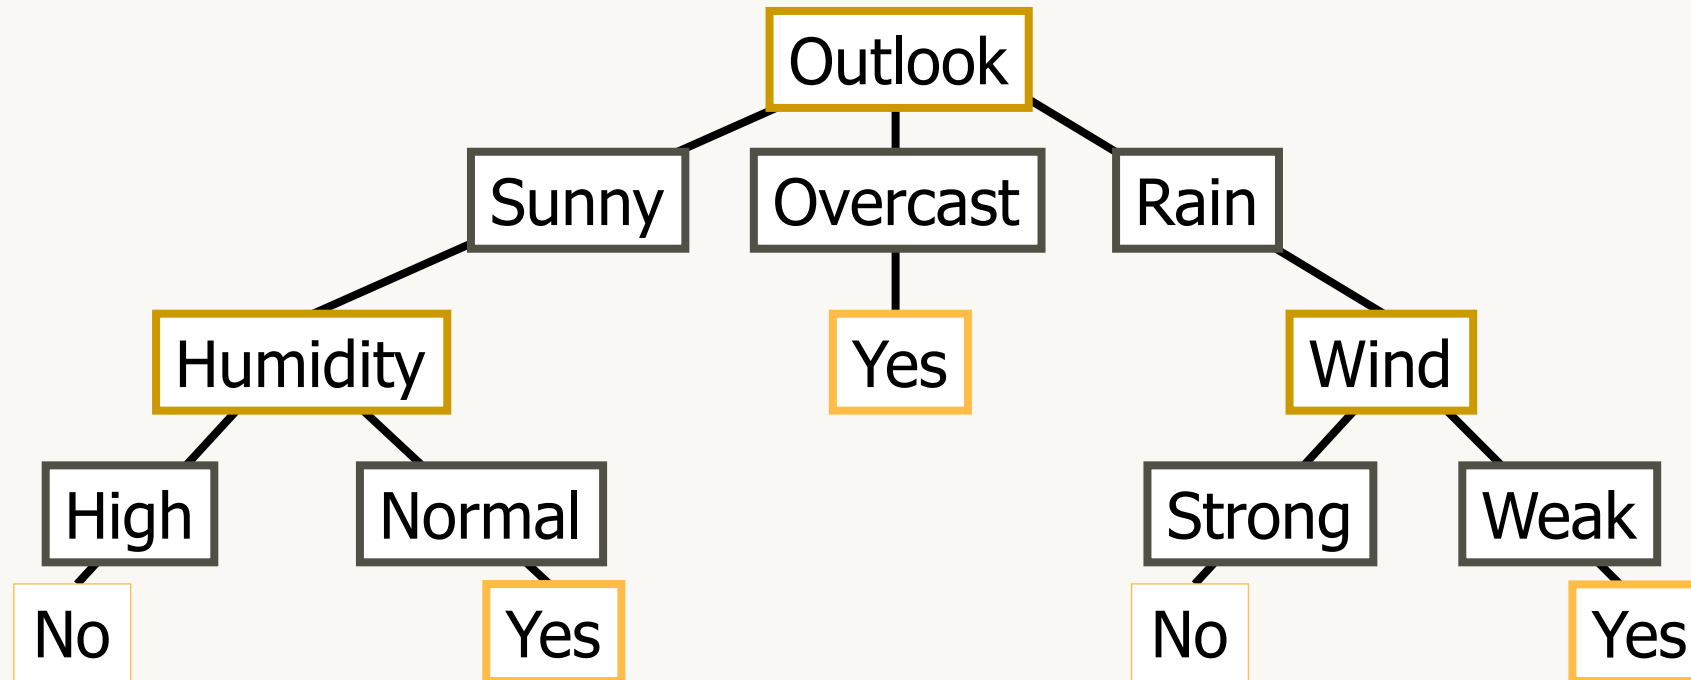 Outlook
Sunny Overcast Rain
Humidity Yes Wind
High Normal Strong Weak
No Yes No Yes